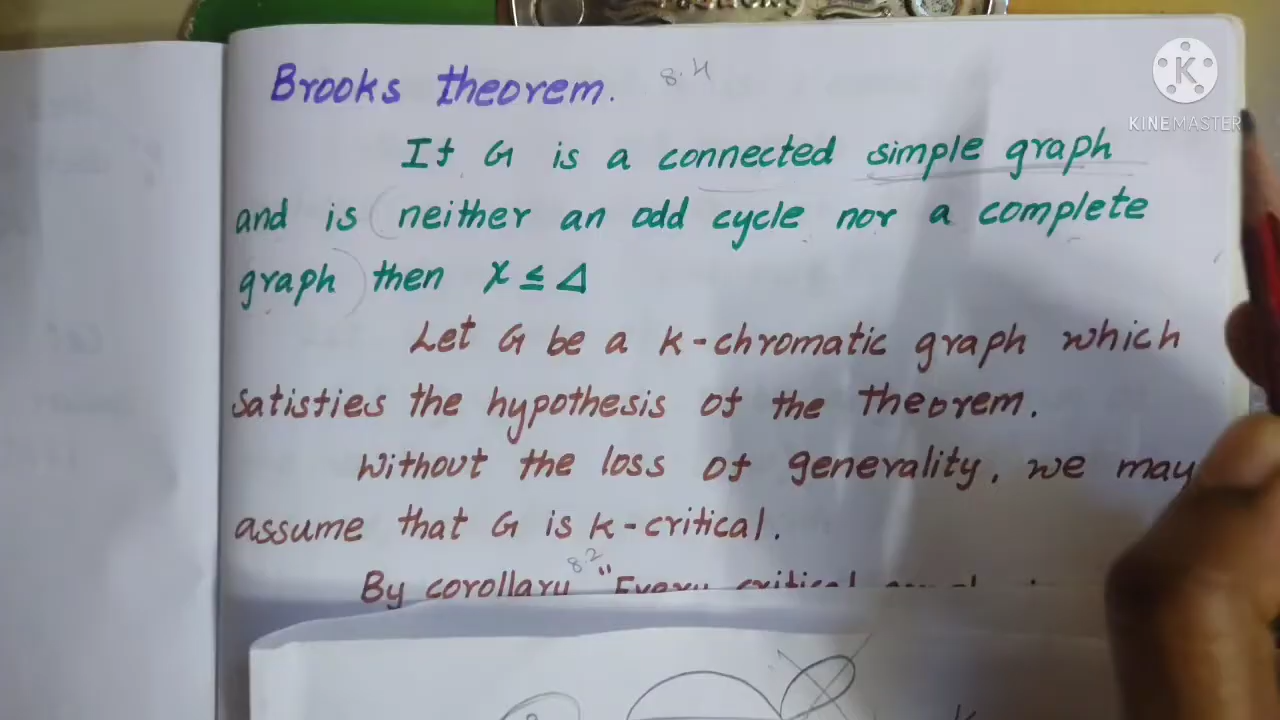 Brooks theorem. 8.4
If G is a connected simple graph
and is (neither an odd cycle nor a complete
graph) then χ ≤ Δ
Let G be a k-chromatic graph which
satisfies the hypothesis of the theorem.
Without the loss of generality, we may
assume that G is k-critical.
8.2
By corollary "Every critical
K
KINEMASTER